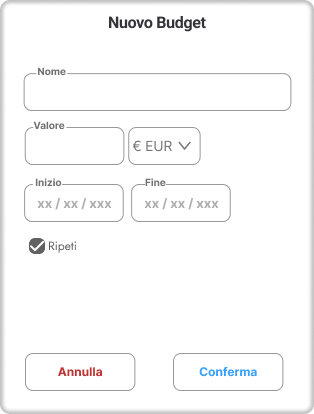 Nuovo Budget
Nome
Valore
€ EUR
Inizio Fine
xx / xx / xxx xx / xx / xxx
Ripeti
Annulla Conferma